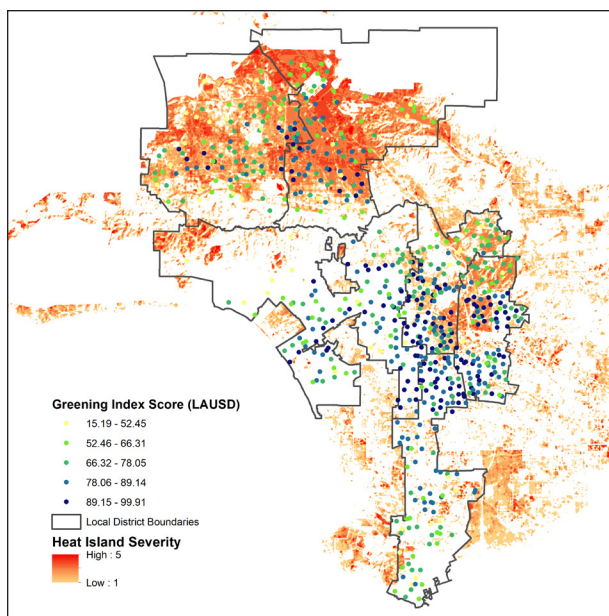 Greening Index Score (LAUSD)
15.19 - 52.45
52.46 - 66.31
66.32 - 78.05
78.06 - 89.14
89.15 - 99.91
Local District Boundaries
Heat Island Severity
High : 5
Low : 1